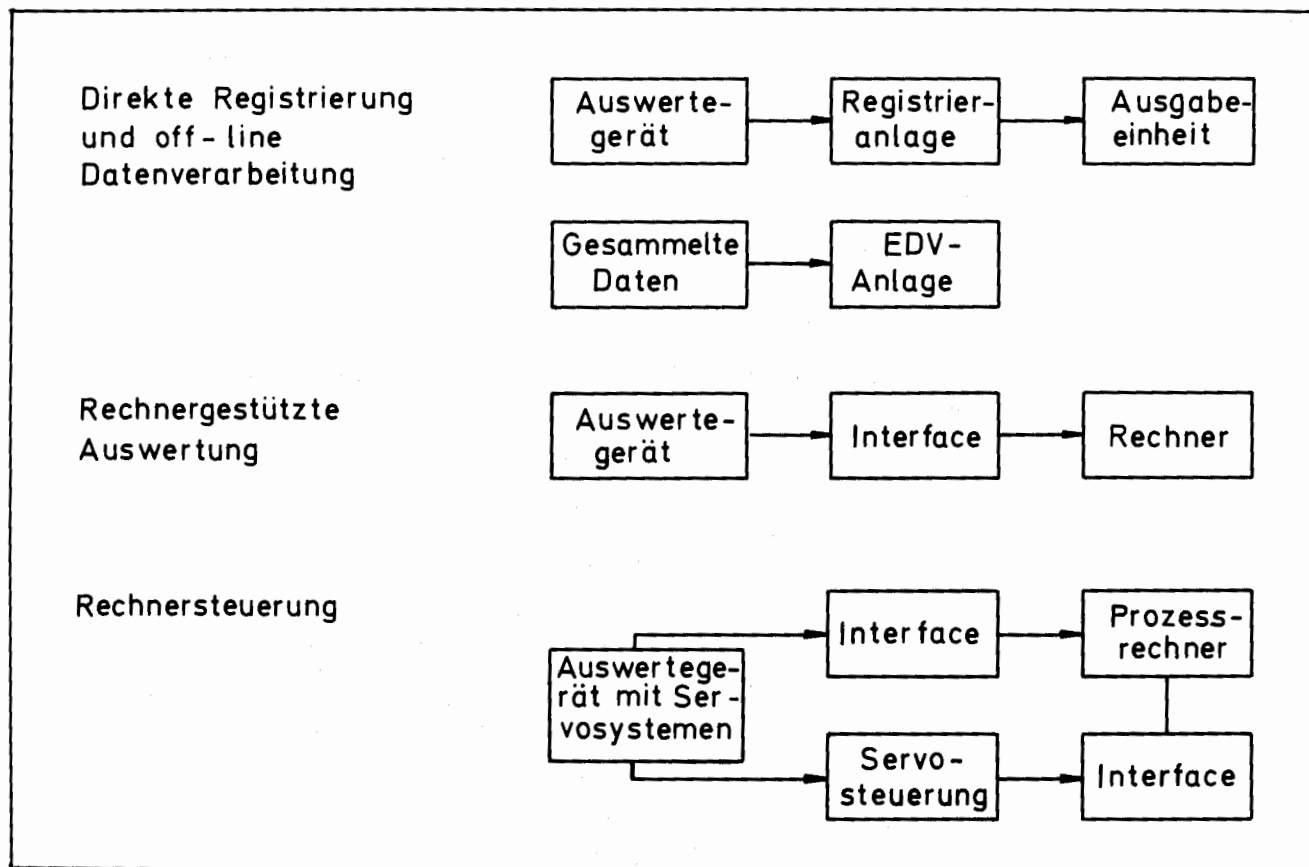 Direkte Registrierung
und off-line
Datenverarbeitung
Auswerte-
gerät
Registrier-
anlage
Ausgabe-
einheit
Gesammelte
Daten
EDV-
Anlage
Rechnergestützte
Auswertung
Auswerte-
gerät
Interface
Rechner
Rechnersteuerung
Auswertege-
rät mit Ser-
vosystemen
Interface
Prozess-
rechner
Servo-
steuerung
Interface